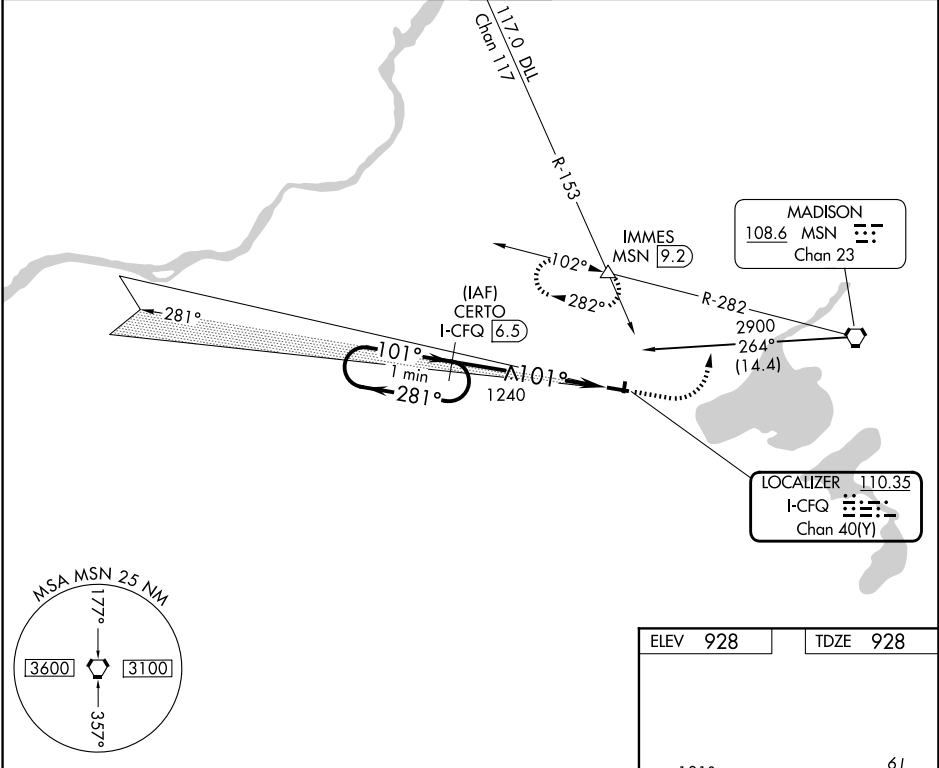 117.0 DLL
Chan 117
R-153
IMMES
MSN 9.2
102°
282°
R-282
MADISON
108.6 MSN
Chan 23
2900
264°
(14.4)
(IAF)
CERTO
I-CFQ 6.5
281°
101°
1 min
281°
101°
1240
LOCALIZER 110.35
I-CFQ
Chan 40(Y)
MSA MSN 25 NM
177°
3600
3100
357°
ELEV 928
TDZE 928